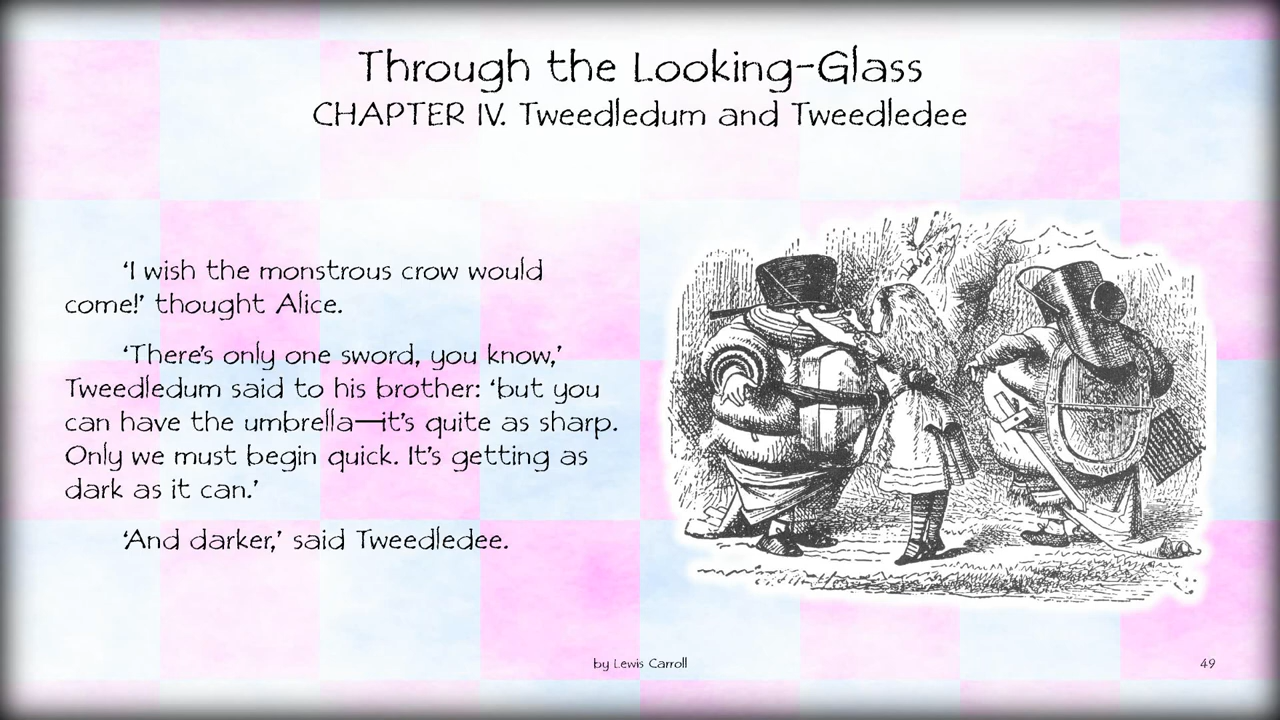 Through the Looking-Glass
CHAPTER IV. Tweedledum and Tweedledee
‘I wish the monstrous crow would
come!’ thought Alice.
‘There’s only one sword, you know,’
Tweedledum said to his brother: ‘but you
can have the umbrella—it’s quite as sharp.
Only we must begin quick. It’s getting as
dark as it can.’
‘And darker,’ said Tweedledee.
by Lewis Carroll
49